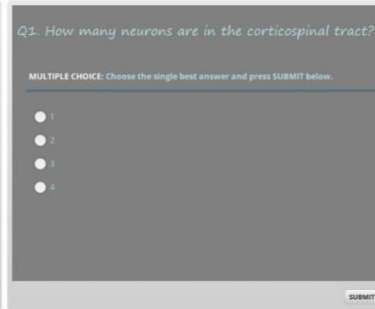 Q1. How many neurons are in the corticospinal tract?
MULTIPLE CHOICE: Choose the single best answer and press SUBMIT below.
1
2
3
4
SUBMIT